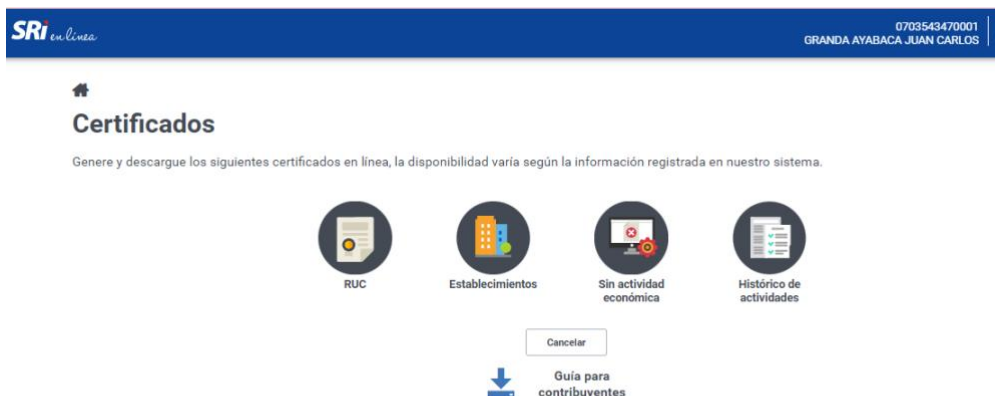 SRi en línea
0703543470001
GRANDA AYABACA JUAN CARLOS
Certificados
Genere y descargue los siguientes certificados en línea, la disponibilidad varía según la información registrada en nuestro sistema.
RUC
Establecimientos
Sin actividad
económica
Histórico de
actividades
Cancelar
Guía para
contribuyentes